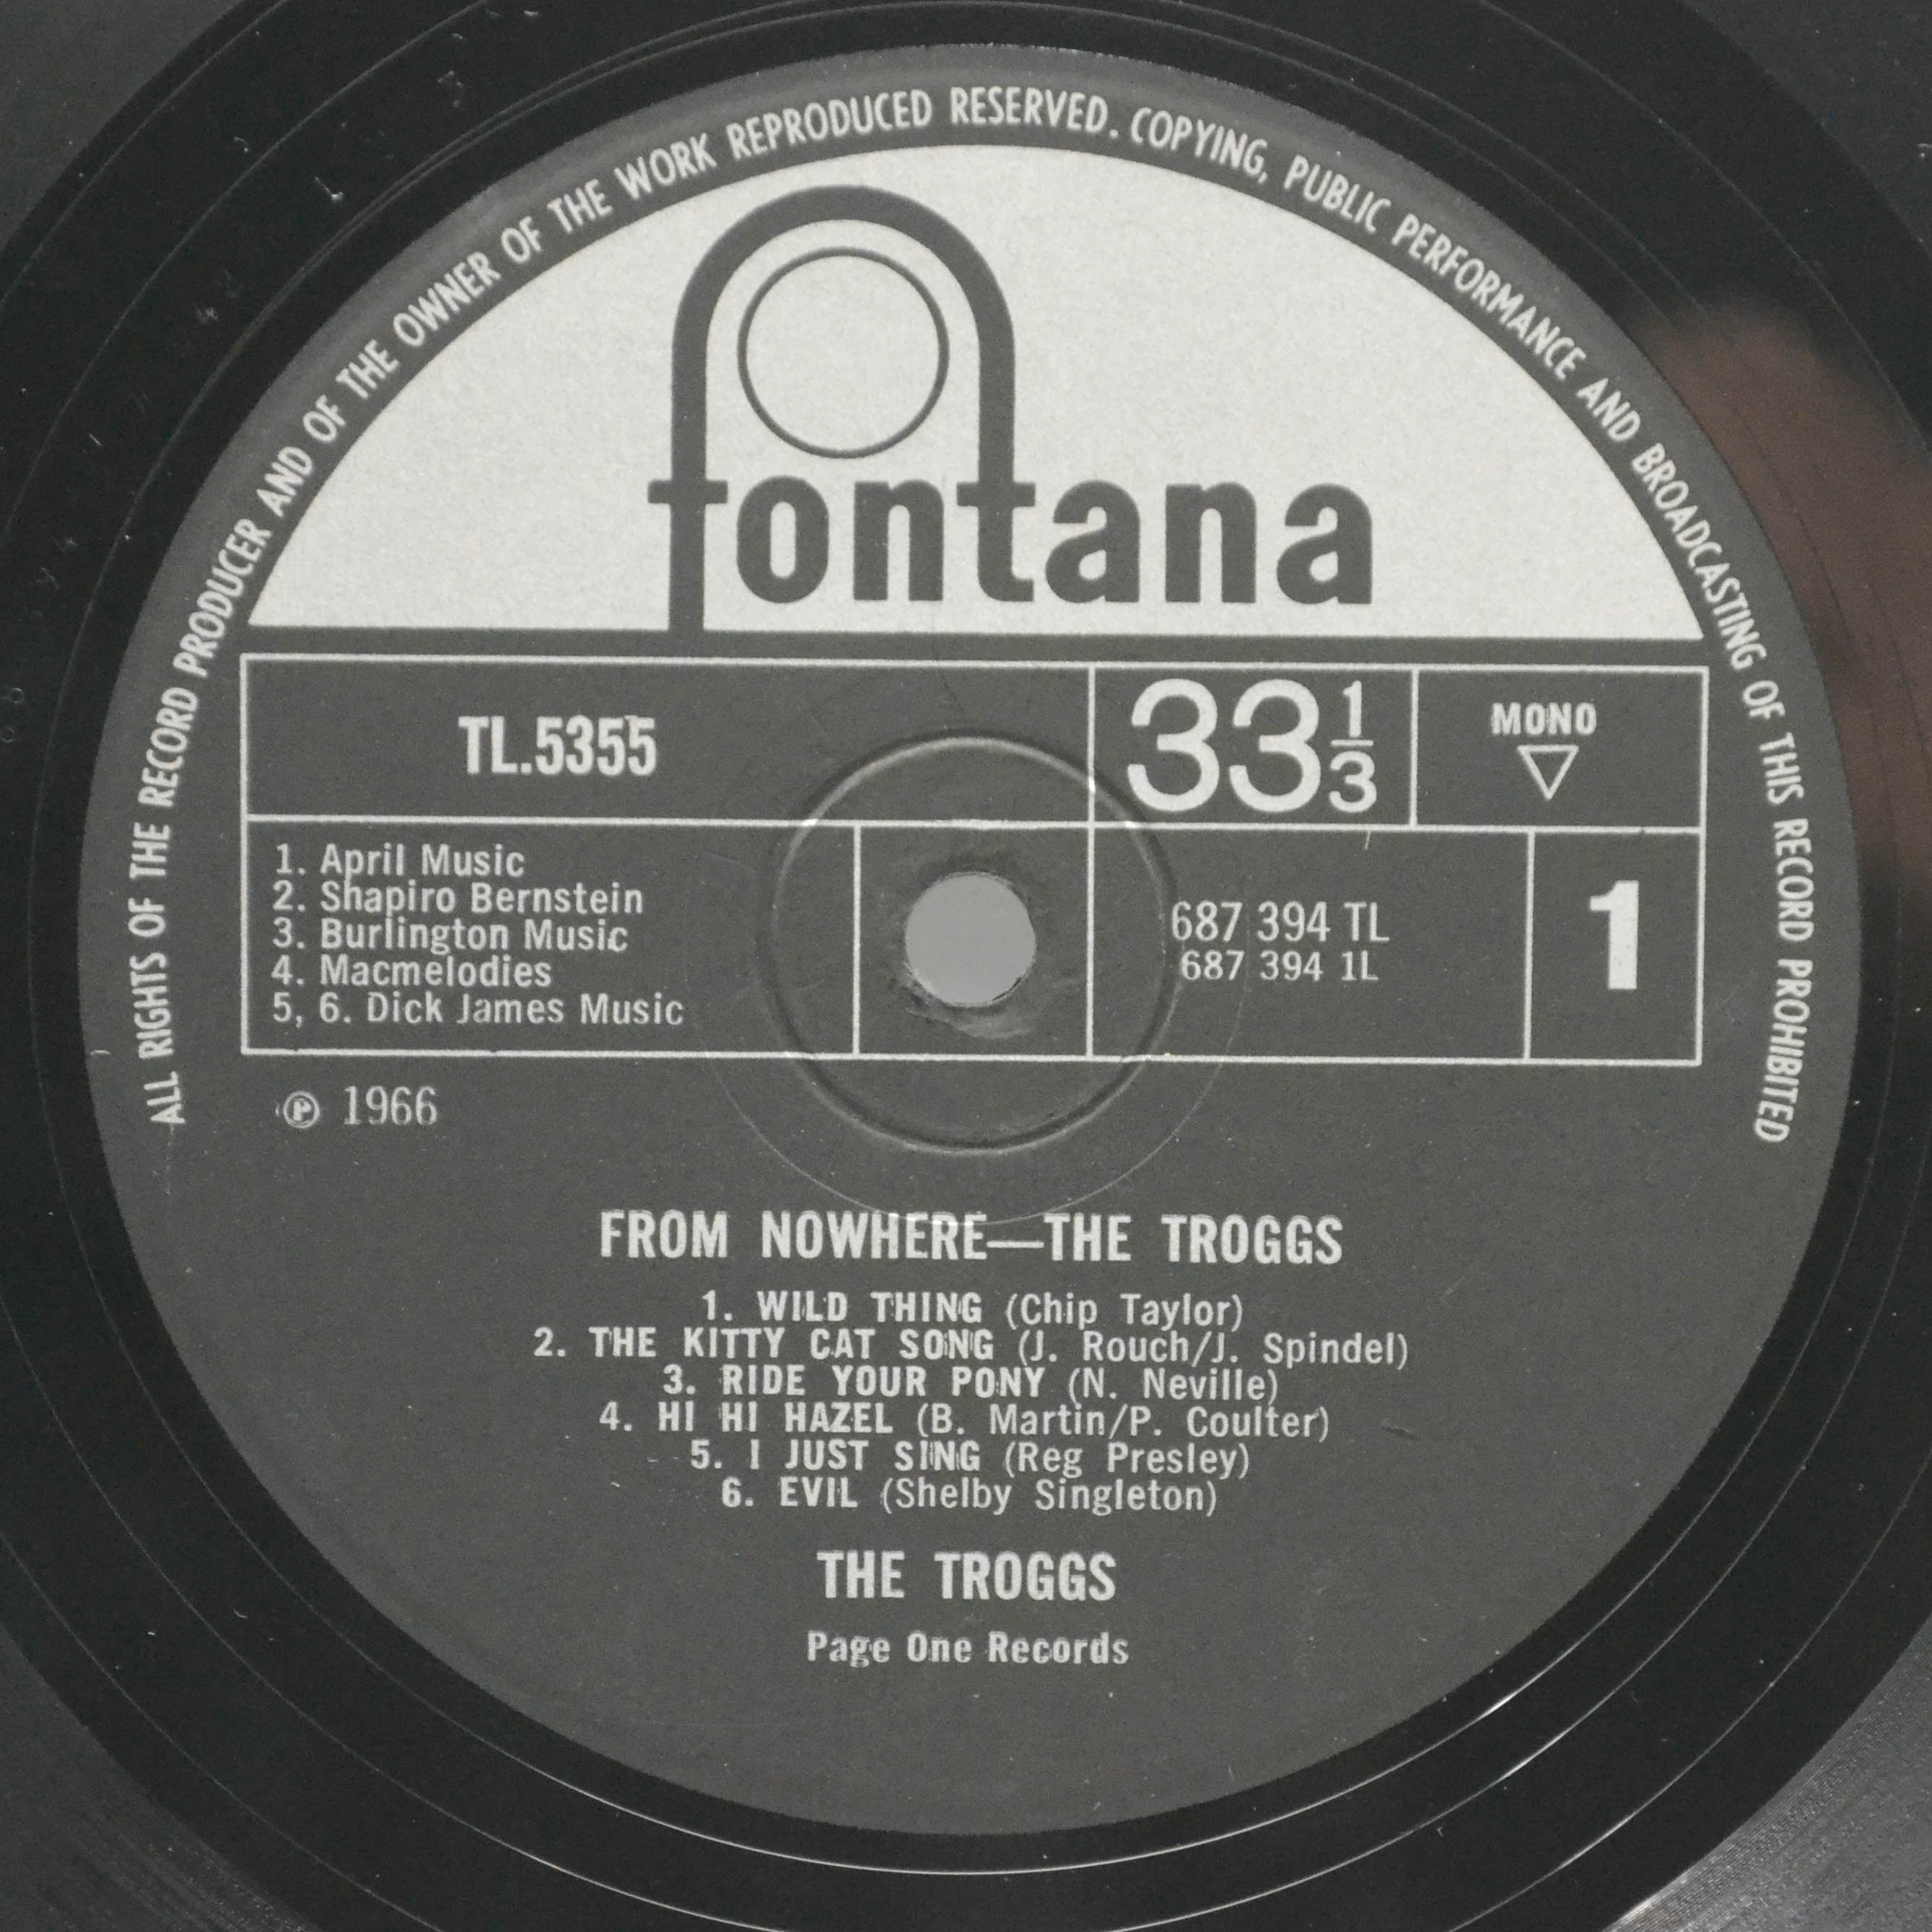 ALL RIGHTS OF THE RECORD PRODUCER AND OF THE OWNER OF THE WORK REPRODUCED RESERVED. COPYING, PUBLIC PERFORMANCE AND BROADCASTING OF THIS RECORD PROHIBITED
fontana
TL.5355
33 1/3
MONO
1. April Music
2. Shapiro Bernstein
3. Burlington Music
4. Macmelodies
5, 6. Dick James Music
687 394 TL
687 394 1L
1
℗ 1966
FROM NOWHERE—THE TROGGS
1. WILD THING (Chip Taylor)
2. THE KITTY CAT SONG (J. Rouch/J. Spindel)
3. RIDE YOUR PONY (N. Neville)
4. HI HI HAZEL (B. Martin/P. Coulter)
5. I JUST SING (Reg Presley)
6. EVIL (Shelby Singleton)
THE TROGGS
Page One Records